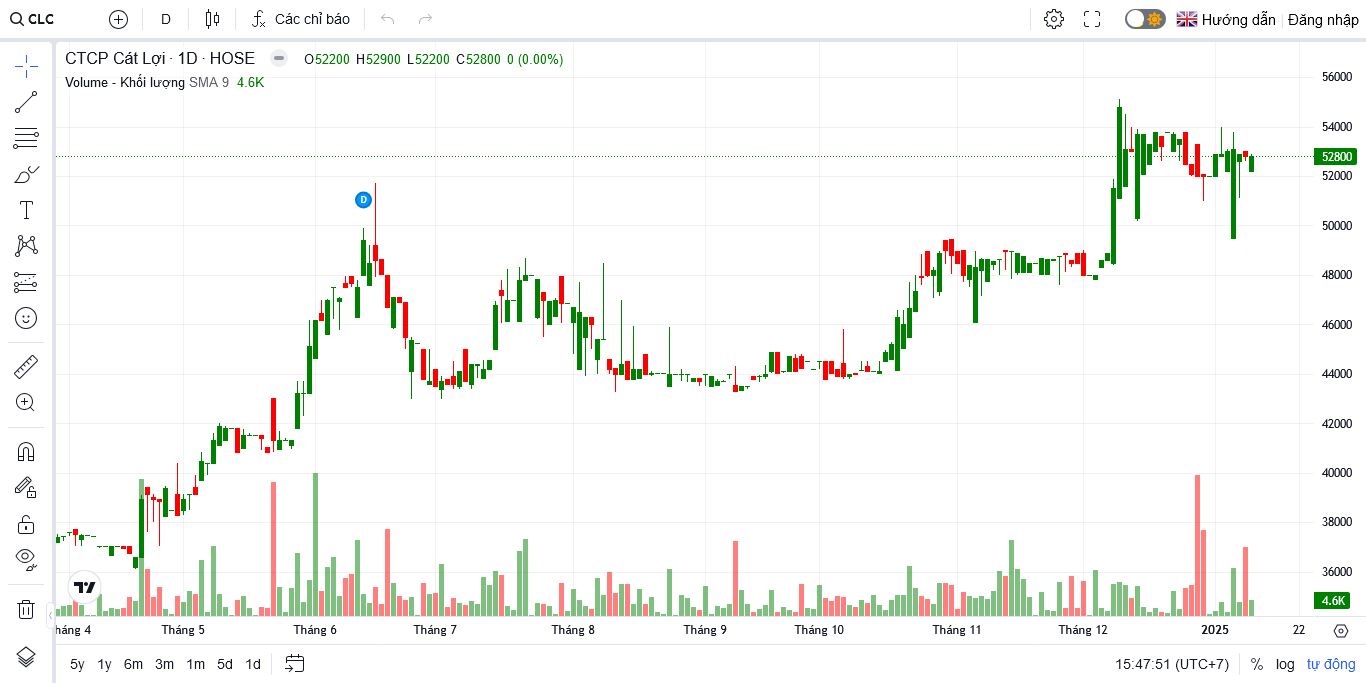 CLC D Các chỉ báo Hướng dẫn Đăng nhập
CTCP Cát Lợi · 1D · HOSE O52200 H52900 L52200 C52800 0 (0.00%)
Volume - Khối lượng SMA 9 4.6K
56000
54000
52800
52000
50000
48000
46000
44000
42000
40000
38000
36000
4.6K
D
háng 4 Tháng 5 Tháng 6 Tháng 7 Tháng 8 Tháng 9 Tháng 10 Tháng 11 Tháng 12 2025 22
5y 1y 6m 3m 1m 5d 1d 15:47:51 (UTC+7) % log tự động